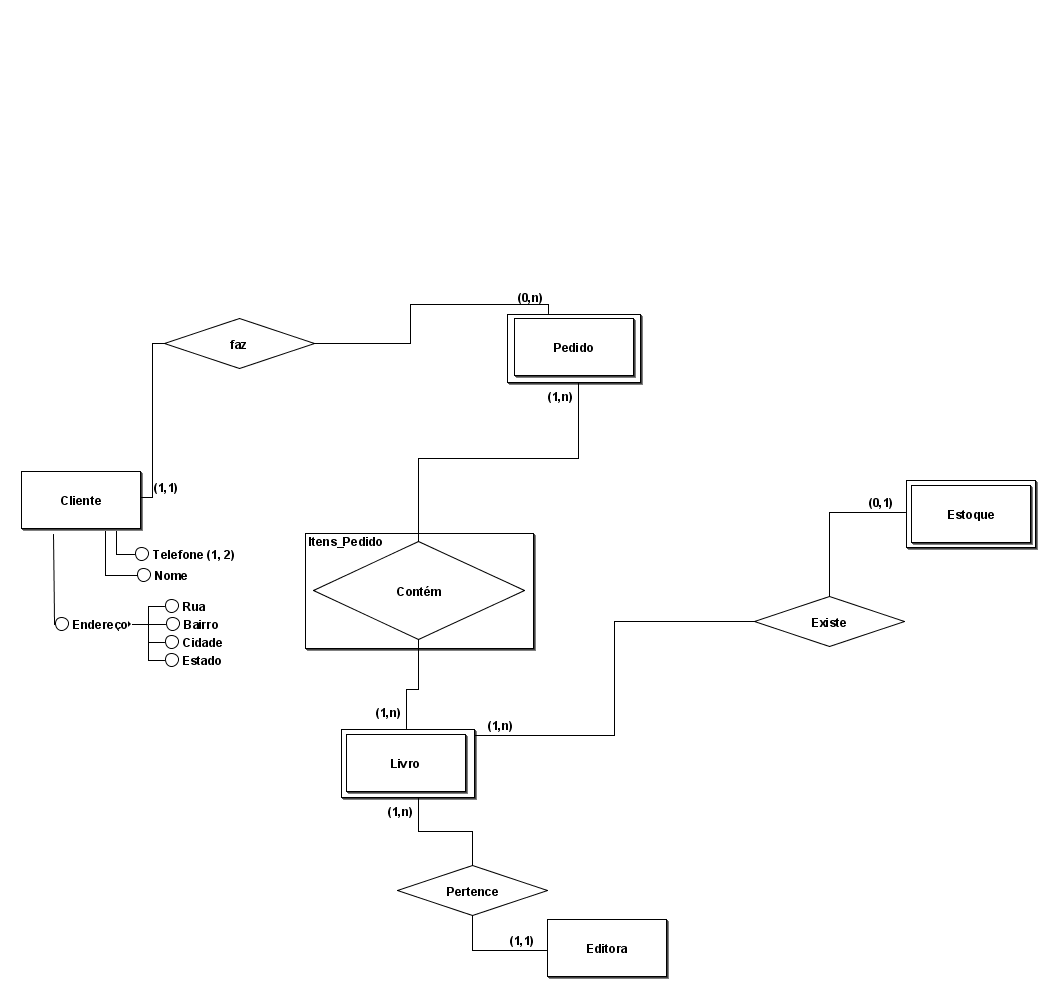 (0,n)
faz
Pedido
(1,n)
(1,1)
Cliente
(0,1)
Estoque
Itens_Pedido
Telefone (1, 2)
Nome
Contém
Rua
Endereço
Bairro
Existe
Cidade
Estado
(1,n)
(1,n)
Livro
(1,n)
Pertence
(1,1)
Editora